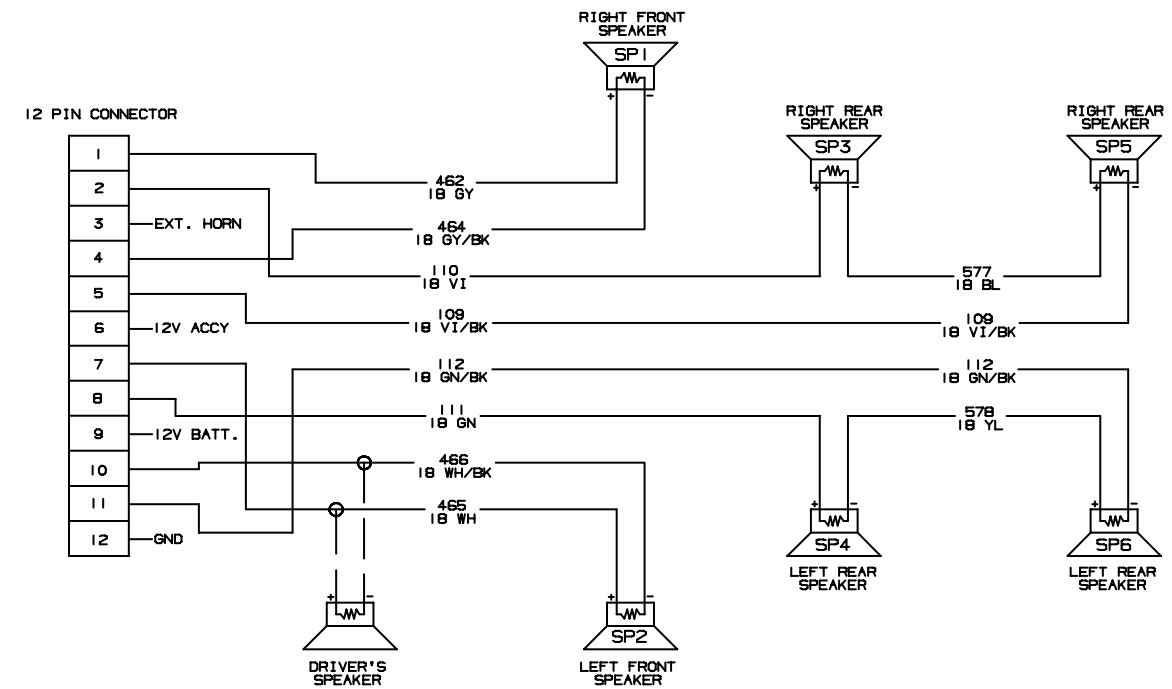 RIGHT FRONT
SPEAKER
SP1
+ -
12 PIN CONNECTOR
RIGHT REAR
SPEAKER
SP3
+ -
RIGHT REAR
SPEAKER
SP5
+ -
1
2
3 EXT. HORN
4
5
6 12V ACCY
7
8
9 12V BATT.
10
11
12 GND
462
18 GY
464
18 GY/BK
110
18 VI
577
18 BL
109
18 VI/BK
109
18 VI/BK
112
18 GN/BK
112
18 GN/BK
111
18 GN
578
18 YL
466
18 WH/BK
465
18 WH
+ -
SP4
LEFT REAR
SPEAKER
+ -
SP6
LEFT REAR
SPEAKER
+ -
DRIVER'S
SPEAKER
+ -
SP2
LEFT FRONT
SPEAKER